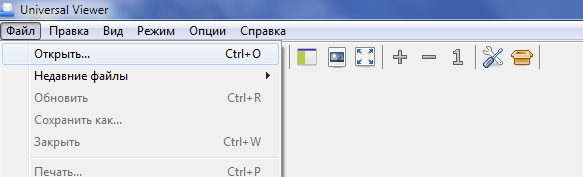 Universal Viewer
Файл Правка Вид Режим Опции Справка
Открыть... Ctrl+O
Недавние файлы
Обновить Ctrl+R
Сохранить как...
Закрыть Ctrl+W
Печать... Ctrl+P
1